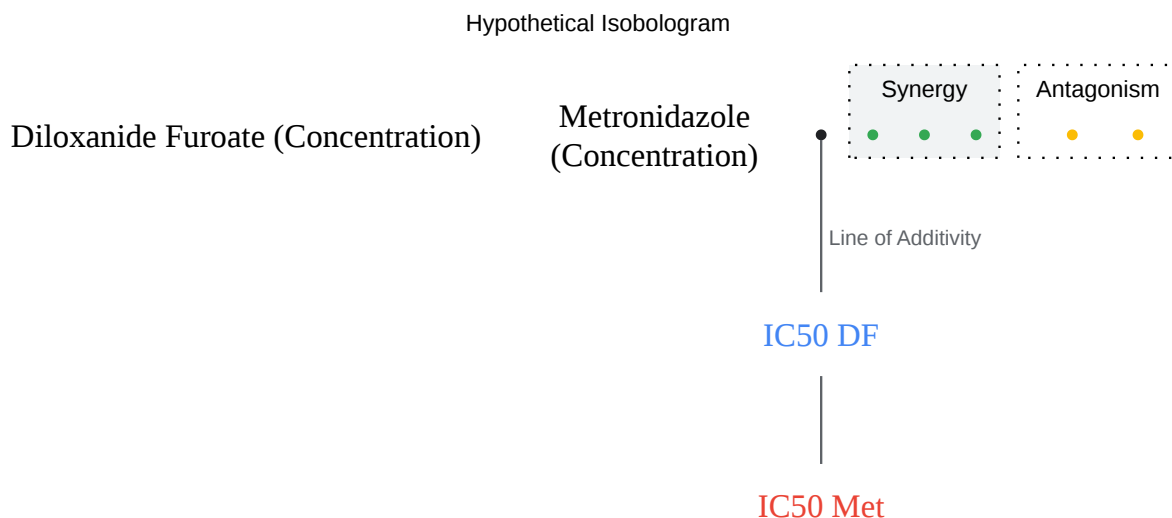 Hypothetical Isobologram
Synergy
Antagonism
Diloxanide Furoate (Concentration)
Metronidazole
(Concentration)
Line of Additivity
IC50 DF
IC50 Met